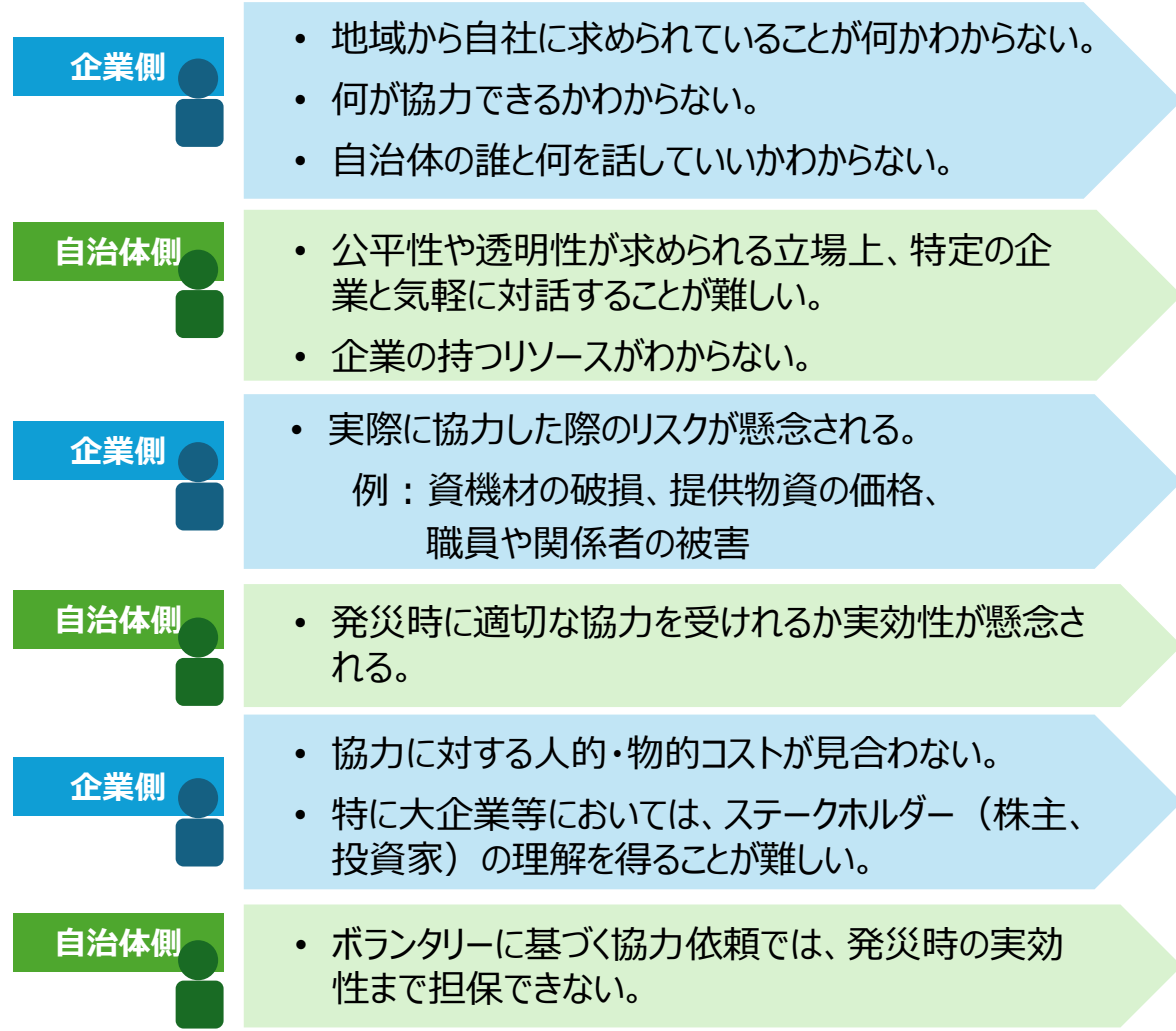 企業側
• 地域から自社に求められていることが何かわからない。
• 何が協力できるかわからない。
• 自治体の誰と何を話していいかわからない。
自治体側
• 公平性や透明性が求められる立場上、特定の企
業と気軽に対話することが難しい。
• 企業の持つリソースがわからない。
企業側
• 実際に協力した際のリスクが懸念される。
例：資機材の破損、提供物資の価格、
職員や関係者の被害
自治体側
• 発災時に適切な協力を受けれるか実効性が懸念さ
れる。
企業側
• 協力に対する人的・物的コストが見合わない。
• 特に大企業等においては、ステークホルダー（株主、
投資家）の理解を得ることが難しい。
自治体側
• ボランタリーに基づく協力依頼では、発災時の実効
性まで担保できない。